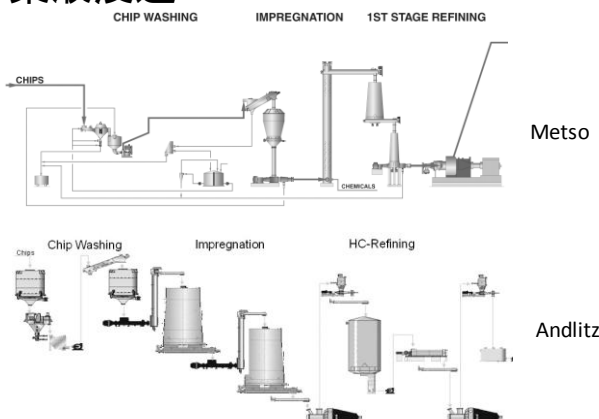 CHIP WASHING IMPREGNATION 1ST STAGE REFINING
CHIPS
Metso
CHEMICALS
Chip Washing Impregnation HC-Refining
Chips
Andlitz